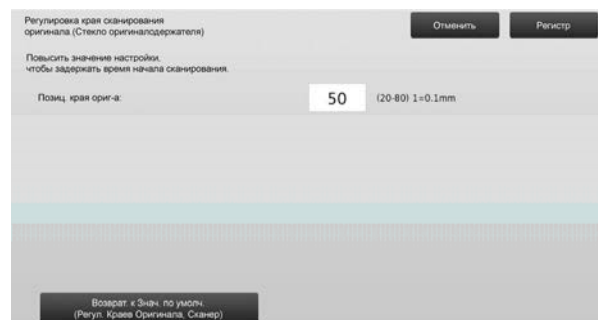 Регулировка края сканирования
оригинала (Стекло оригиналодержателя)
Отменить
Регистр
Повысить значение настройки.
чтобы задержать время начала сканирования.
Позиц. края ориг-а:
50
(20-80) 1=0.1mm
Возврат. к Знач. по умолч.
(Регул. Краев Оригинала, Сканер)